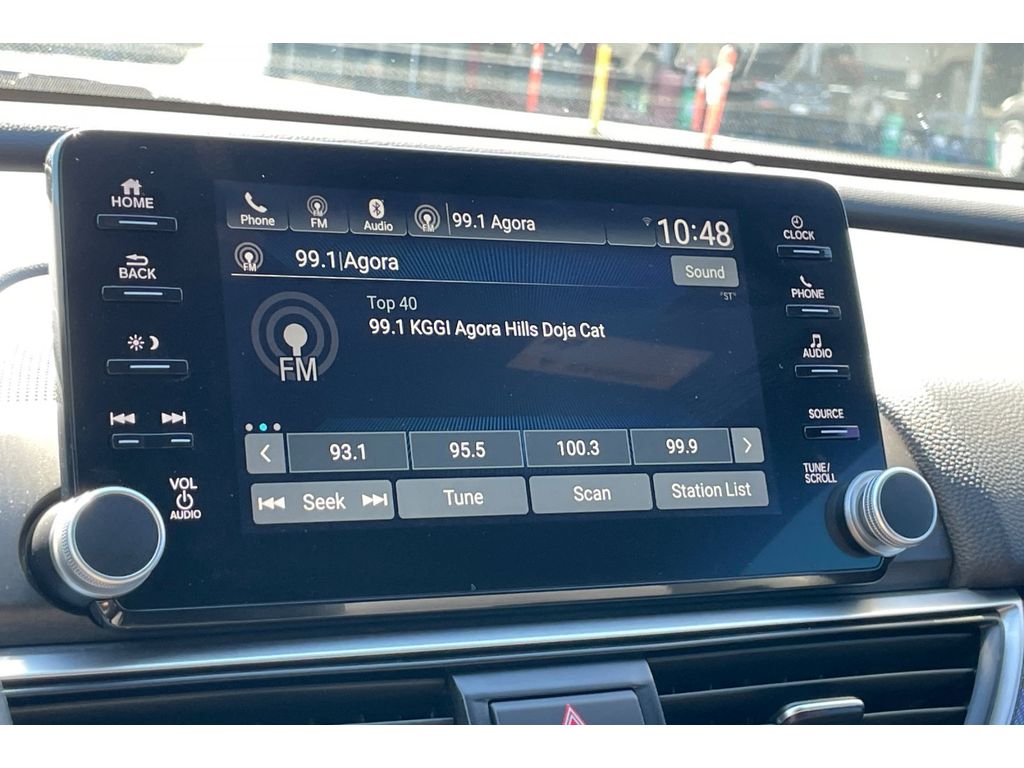 HOME
BACK
VOL
AUDIO
Phone
FM
Audio
FM
99.1 Agora
10:48
FM
99.1|Agora
Sound
"ST"
Top 40
99.1 KGGI Agora Hills Doja Cat
FM
93.1
95.5
100.3
99.9
Seek
Tune
Scan
Station List
CLOCK
PHONE
AUDIO
SOURCE
TUNE/
SCROLL